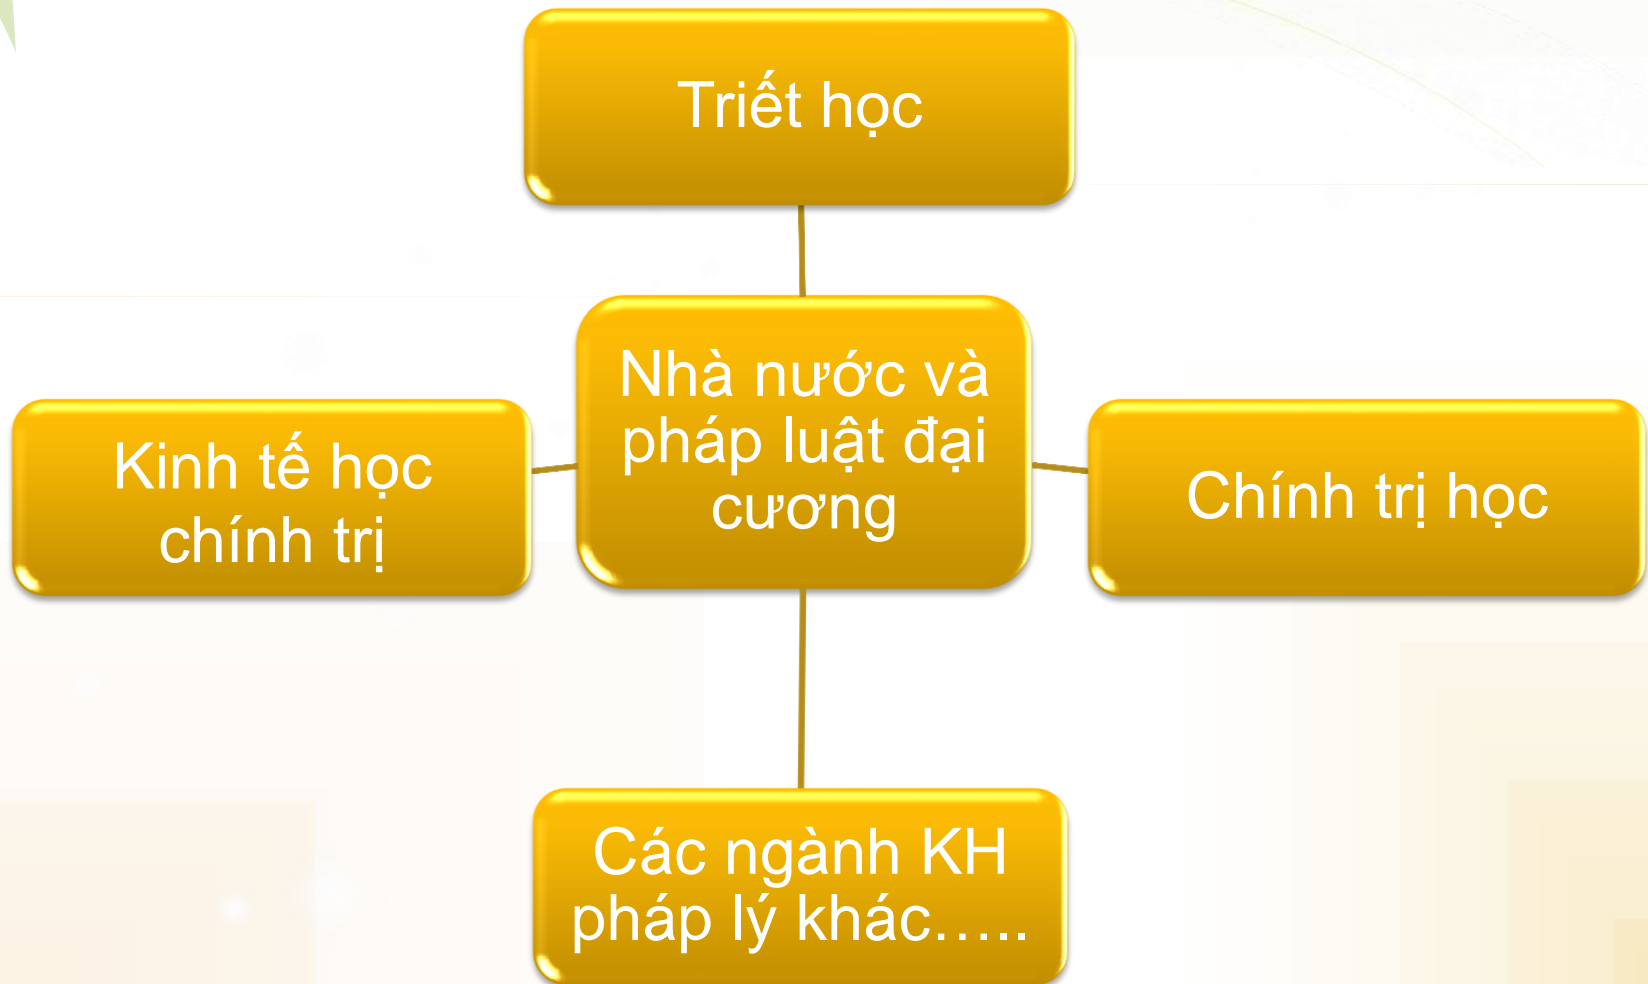 Triết học
Nhà nước và
pháp luật đại
cương
Kinh tế học
chính trị
Chính trị học
Các ngành KH
pháp lý khác…..